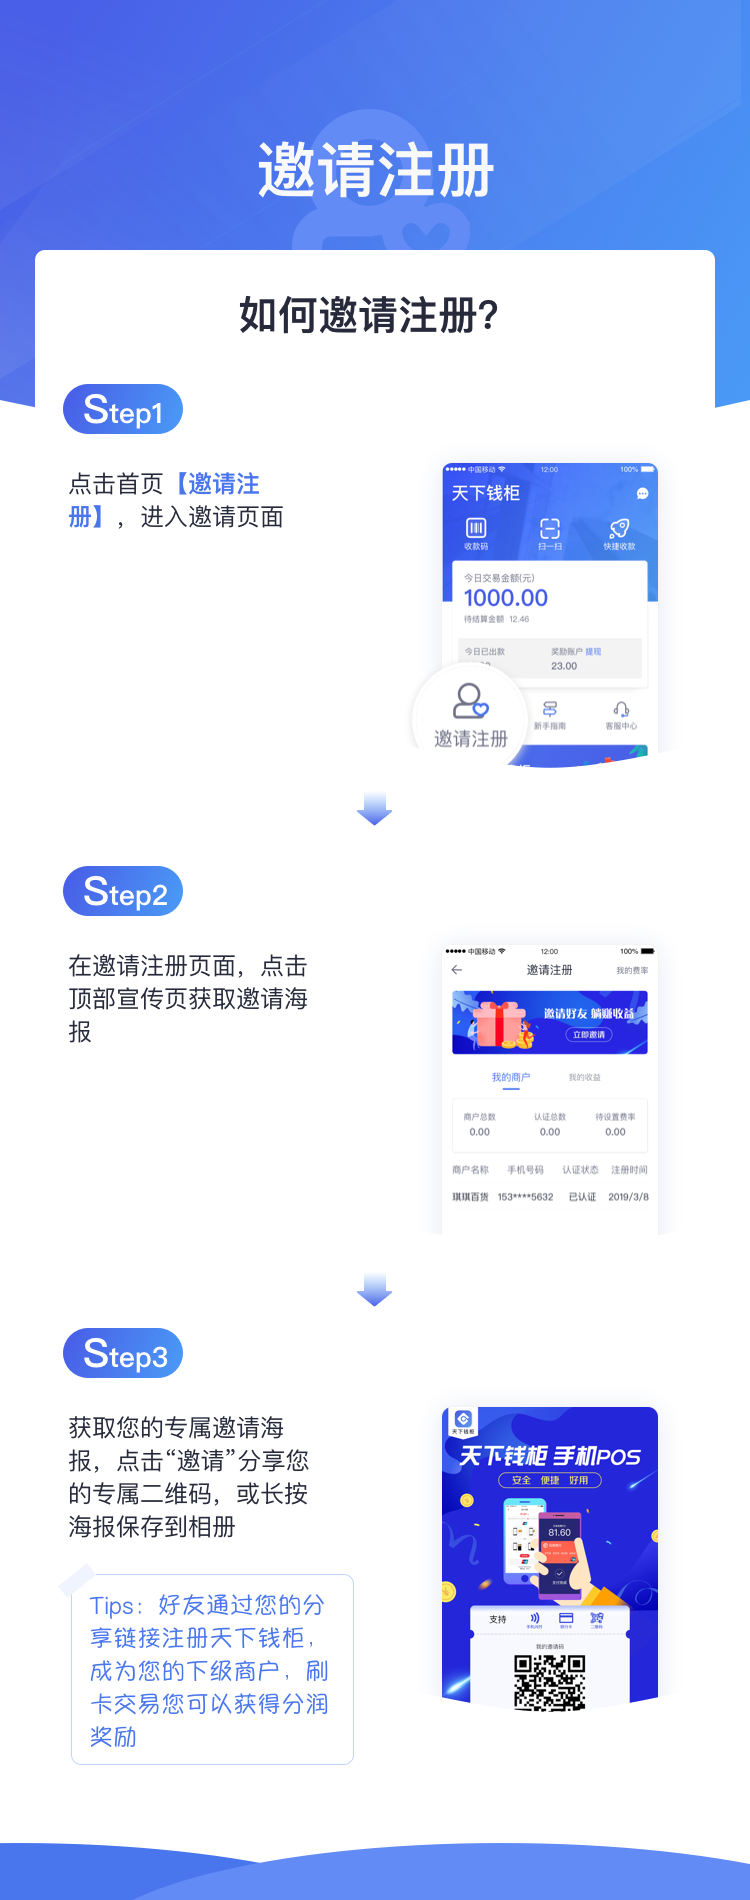 邀请注册
如何邀请注册?
Step1
点击首页【邀请注
册】，进入邀请页面
中国移动 12:00 100%
天下钱柜
收款码 扫一扫 快捷收款
今日交易金额(元)
1000.00
待结算金额 12.46
今日已出款 奖励账户 提现
23.00
邀请注册 新手指南 客服中心
Step2
在邀请注册页面，点击
顶部宣传页获取邀请海
报
中国移动 12:00 100%
邀请注册 我的费率
邀请好友 躺赚收益
立即邀请
我的商户 我的收益
商户总数 认证总数 待设置费率
0.00 0.00 0.00
商户名称 手机号码 认证状态 注册时间
琪琪百货 153****5632 已认证 2019/3/8
Step3
获取您的专属邀请海
报，点击“邀请”分享您
的专属二维码，或长按
海报保存到相册
天下钱柜
天下钱柜 手机POS
安全 便捷 好用
81.60
支持
手机闪付 银行卡 二维码
我的邀请码
Tips：好友通过您的分
享链接注册天下钱柜，
成为您的下级商户，刷
卡交易您可以获得分润
奖励